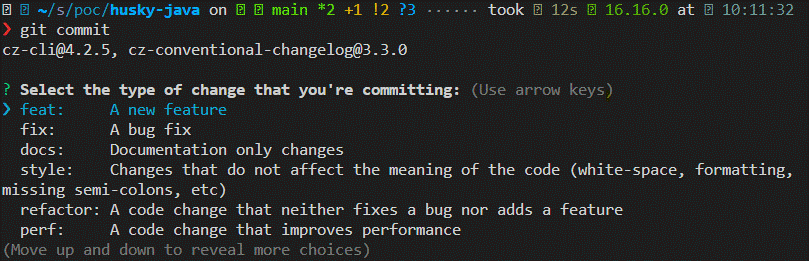 ~/s/poc/husky-java on main *2 +1 !2 ?3 ······ took 12s 16.16.0 at 10:11:32
❯ git commit
cz-cli@4.2.5, cz-conventional-changelog@3.3.0
? Select the type of change that you're committing: (Use arrow keys)
❯ feat:     A new feature
fix:      A bug fix
docs:     Documentation only changes
style:    Changes that do not affect the meaning of the code (white-space, formatting,
missing semi-colons, etc)
refactor: A code change that neither fixes a bug nor adds a feature
perf:     A code change that improves performance
(Move up and down to reveal more choices)